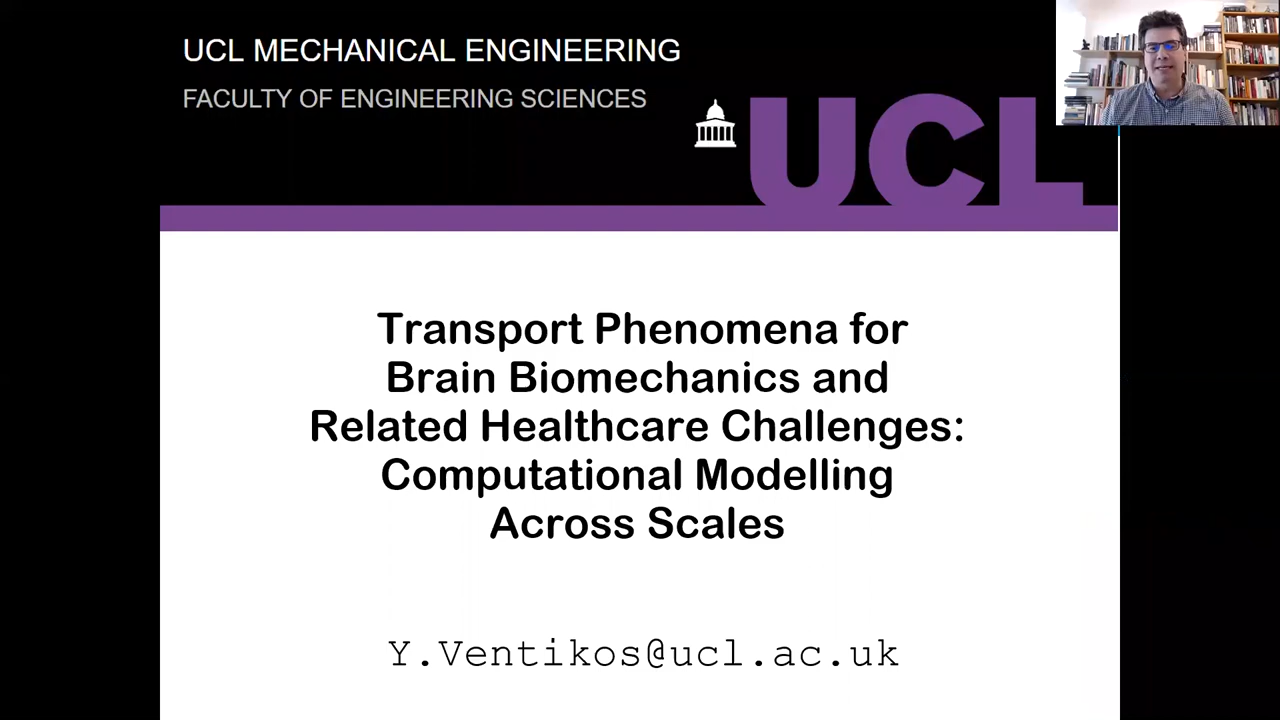 UCL MECHANICAL ENGINEERING
FACULTY OF ENGINEERING SCIENCES
UCL
Transport Phenomena for
Brain Biomechanics and
Related Healthcare Challenges:
Computational Modelling
Across Scales
Y.Ventikos@ucl.ac.uk